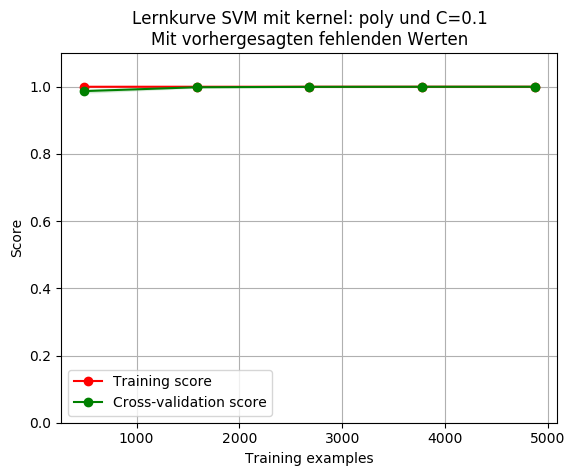 Lernkurve SVM mit kernel: poly und C=0.1
Mit vorhergesagten fehlenden Werten
1.0
0.8
0.6
0.4
0.2
0.0
Score
Training score
Cross-validation score
1000
2000
3000
4000
5000
Training examples